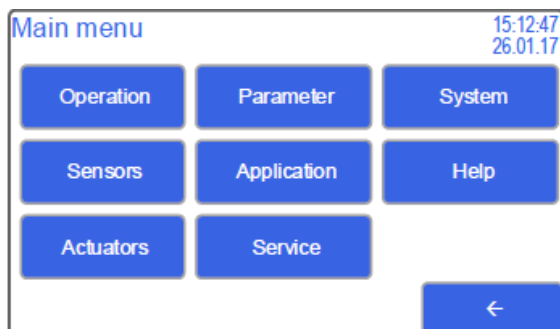 Main menu
15:12:47
26.01.17
Operation
Parameter
System
Sensors
Application
Help
Actuators
Service
←